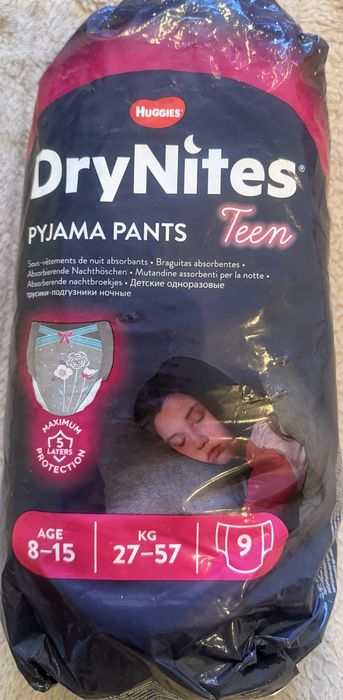 HUGGIES
DryNites®
PYJAMA PANTS Teen
Sous-vêtements de nuit absorbants • Braguitas absorbentes •
Absorbierende Nachthöschen • Mutandine assorbenti per la notte •
Absorberende nachtbroekjes • Детские одноразовые
трусики-подгузники ночные
MAXIMUM
5
LAYERS
PROTECTION
AGE
8–15
KG
27–57
9